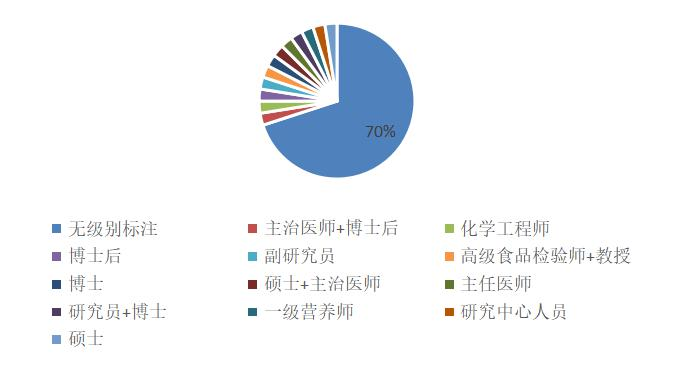 70%
无级别标注 主治医师+博士后 化学工程师
博士后 副研究员 高级食品检验师+教授
博士 硕士+主治医师 主任医师
研究员+博士 一级营养师 研究中心人员
硕士